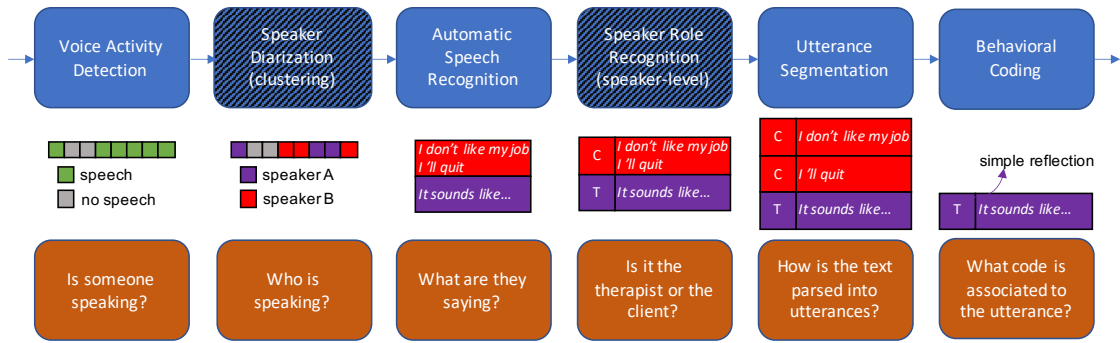 Voice Activity
Detection
Speaker
Diarization
(clustering)
Automatic
Speech
Recognition
Speaker Role
Recognition
(speaker-level)
Utterance
Segmentation
Behavioral
Coding
speech
no speech
speaker A
speaker B
I don't like my job
I 'll quit
It sounds like...
C
I don't like my job
I 'll quit
T
It sounds like...
C
I don't like my job
C
I 'll quit
T
It sounds like...
simple reflection
T
It sounds like...
Is someone
speaking?
Who is
speaking?
What are they
saying?
Is it the
therapist or the
client?
How is the text
parsed into
utterances?
What code is
associated to
the utterance?